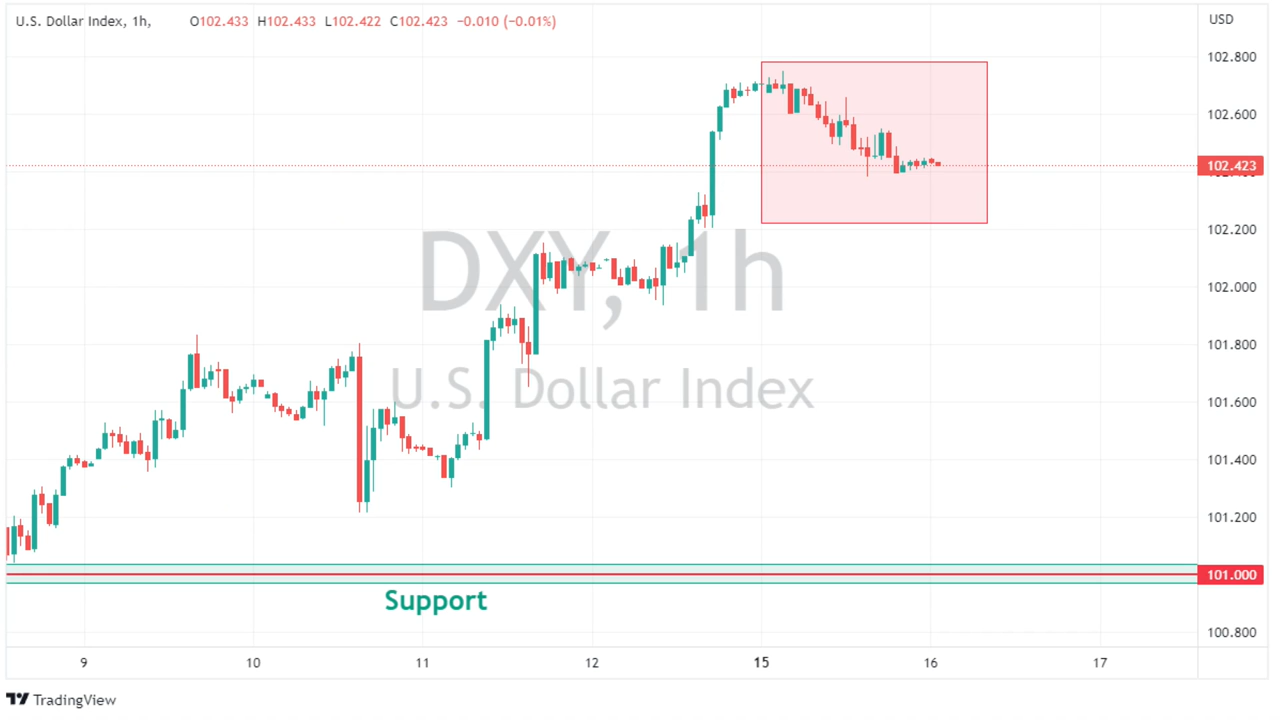 U.S. Dollar Index, 1h, O102.433 H102.433 L102.422 C102.423 −0.010 (−0.01%)
USD
102.800
102.600
102.423
102.200
DXY, 1h
102.000
101.800
U.S. Dollar Index
101.600
101.400
101.200
101.000
Support
100.800
9 10 11 12 15 16 17
TradingView